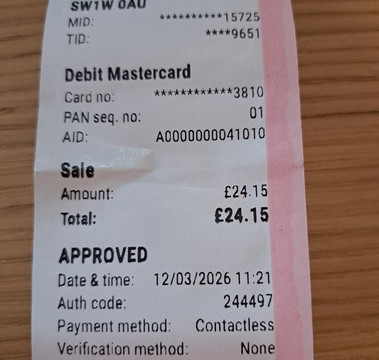 SW1W 0AU
MID: **********15725
TID: ****9651
Debit Mastercard
Card no: ************3810
PAN seq. no: 01
AID: A0000000041010
Sale
Amount: £24.15
Total: £24.15
APPROVED
Date & time: 12/03/2026 11:21
Auth code: 244497
Payment method: Contactless
Verification method: None